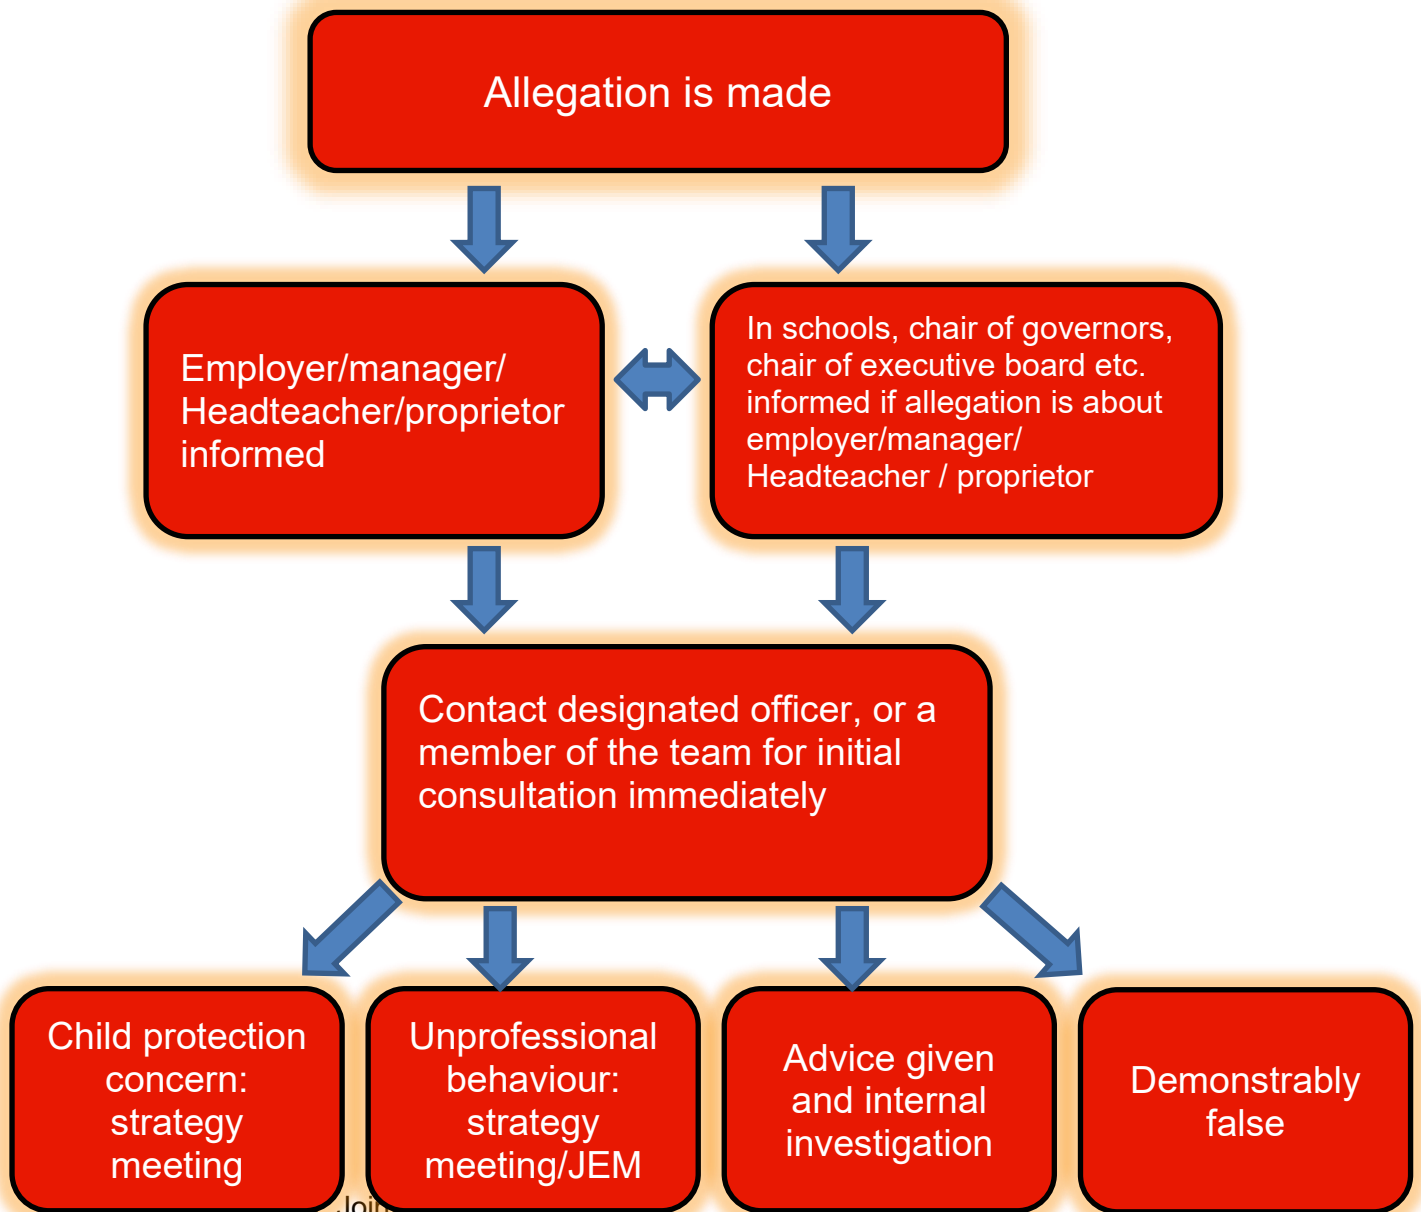 Allegation is made
Employer/manager/
Headteacher/proprietor
informed
In schools, chair of governors,
chair of executive board etc.
informed if allegation is about
employer/manager/
Headteacher / proprietor
Contact designated officer, or a
member of the team for initial
consultation immediately
Child protection
concern:
strategy
meeting
Unprofessional
behaviour:
strategy
meeting/JEM
Advice given
and internal
investigation
Demonstrably
false